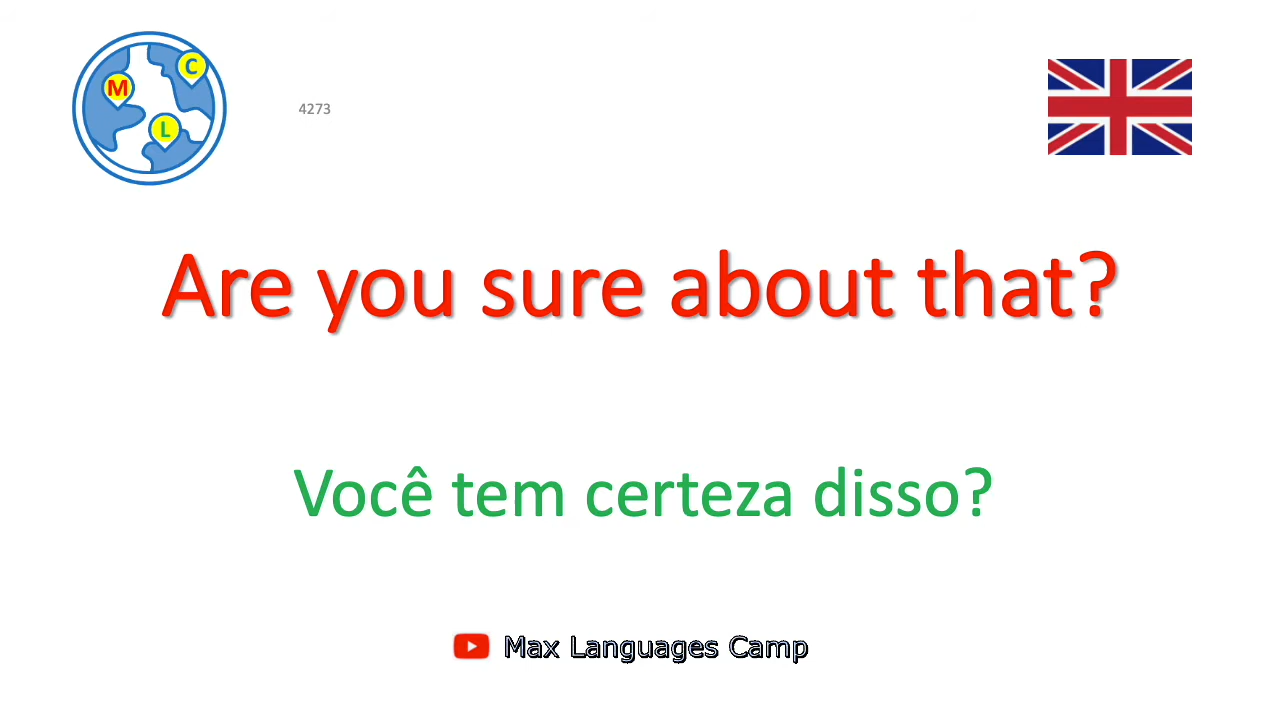 M
C
L
4273
Are you sure about that?
Você tem certeza disso?
Max Languages Camp